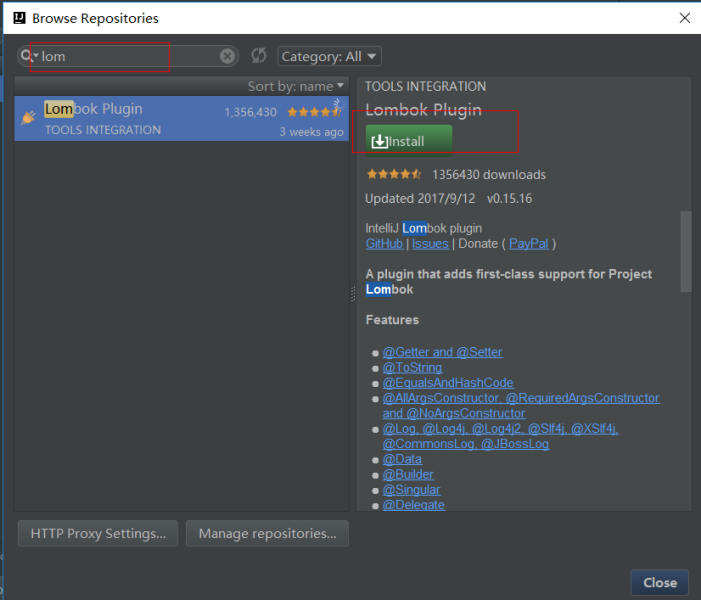 Browse Repositories
lom
Category: All
Sort by: name
Lombok Plugin
1,356,430
TOOLS INTEGRATION
3 weeks ago
TOOLS INTEGRATION
Lombok Plugin
Install
1356430 downloads
Updated 2017/9/12 v0.15.16
IntelliJ Lombok plugin
GitHub | Issues | Donate ( PayPal )
A plugin that adds first-class support for Project
Lombok
Features
@Getter and @Setter
@ToString
@EqualsAndHashCode
@AllArgsConstructor, @RequiredArgsConstructor
and @NoArgsConstructor
@Log, @Log4j, @Log4j2, @Slf4j, @XSlf4j,
@CommonsLog, @JBossLog
@Data
@Builder
@Singular
@Delegate
HTTP Proxy Settings...
Manage repositories...
Close